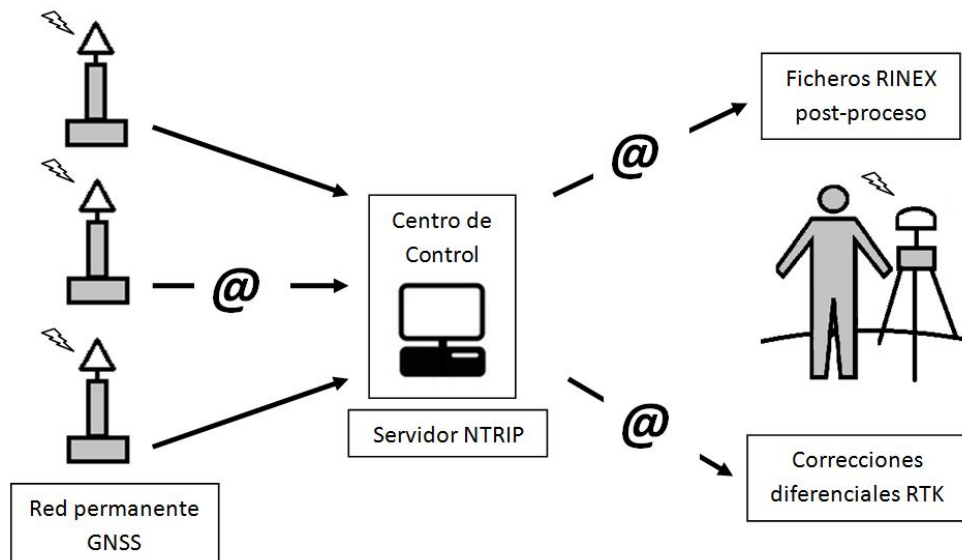 Ficheros RINEX
post-proceso
@
Centro de
Control
@
Servidor NTRIP
@
Correcciones
diferenciales RTK
Red permanente
GNSS